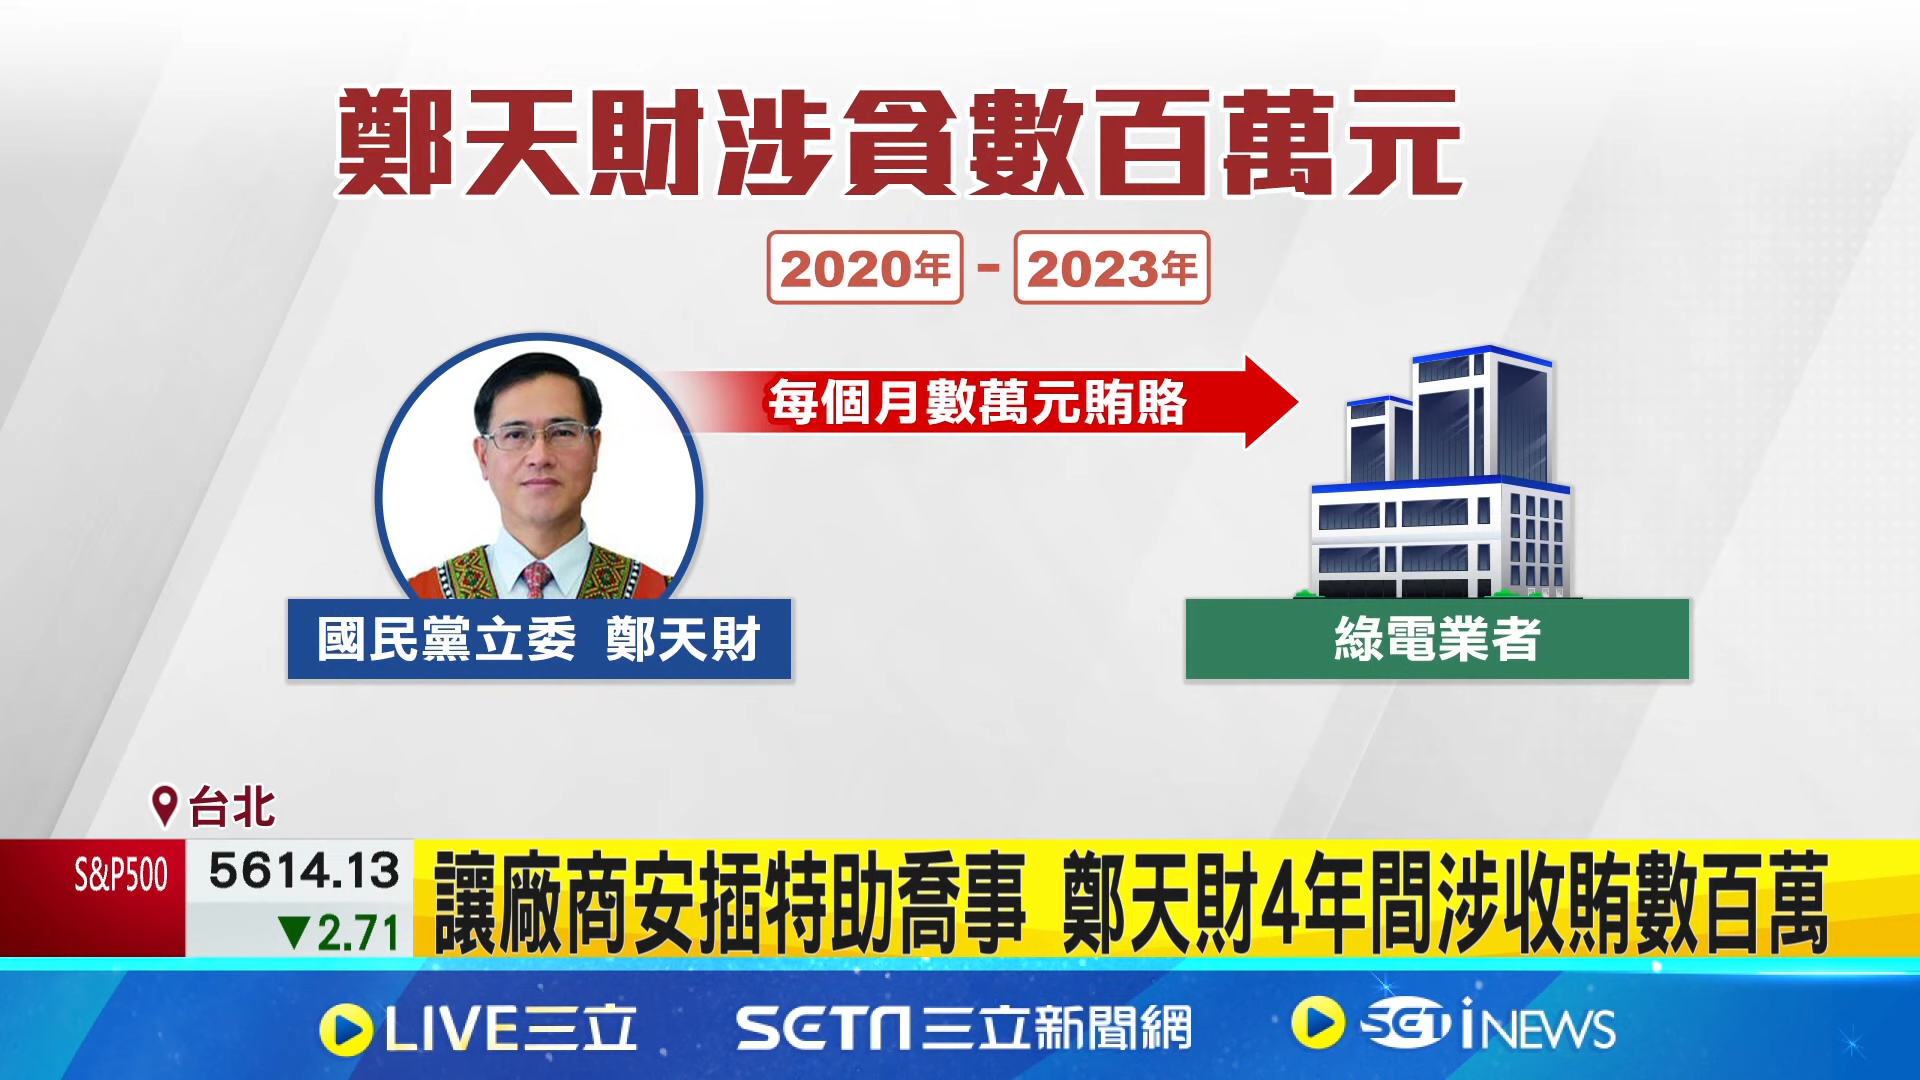 鄭天財涉貪數百萬元
2020年 - 2023年
每個月數萬元賄賂
國民黨立委 鄭天財
綠電業者
台北
S&P500
5614.13
▼2.71
讓廠商安插特助喬事 鄭天財4年間涉收賄數百萬
LIVE三立
SETN三立新聞網
SETiNEWS